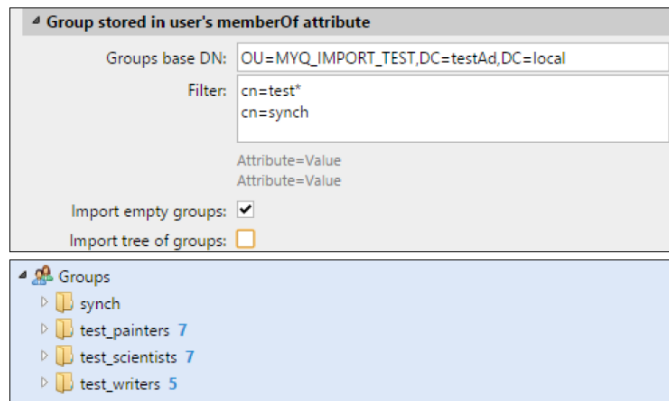 Group stored in user's memberOf attribute
Groups base DN: OU=MYQ_IMPORT_TEST,DC=testAd,DC=local
Filter: cn=test*
cn=synch
Attribute=Value
Attribute=Value
Import empty groups:
Import tree of groups:
Groups
synch
test_painters 7
test_scientists 7
test_writers 5